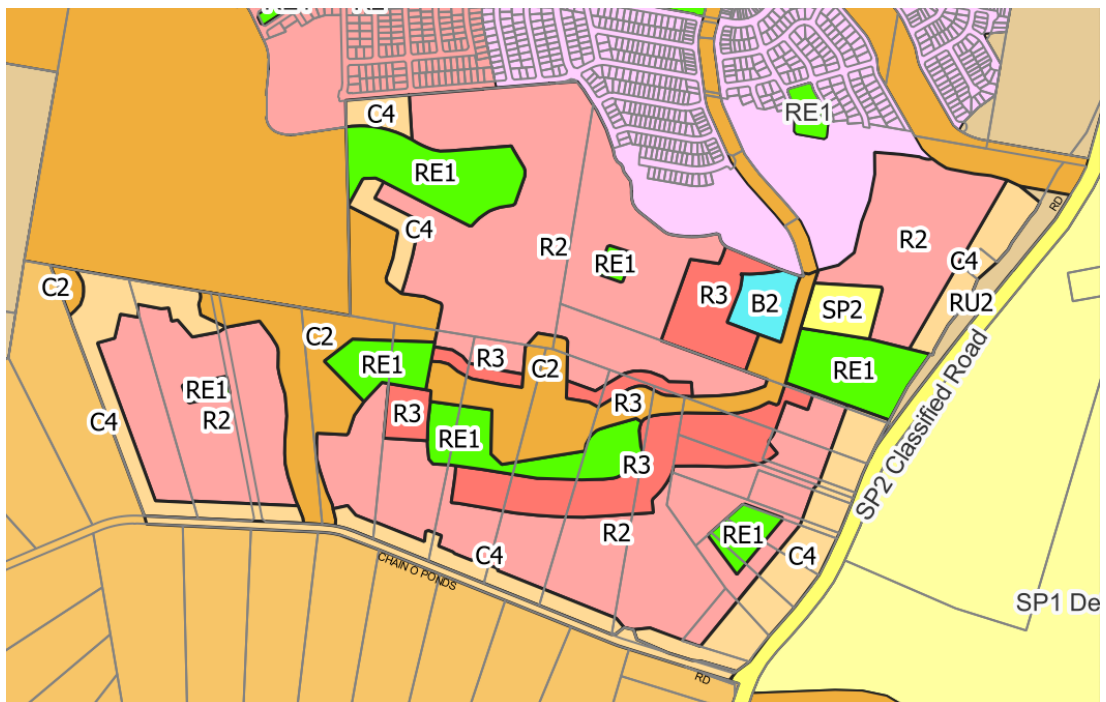 C4
RE1
RE1
C4
R2
RE1
R2
C4
RD
C2
R3
B2
SP2
RU2
C2
RE1
R3
C2
RE1
RE1
R2
R3
R3
C4
RE1
R3
R2
RE1
C4
C4
SP2 Classified Road
CHAIN O PONDS
SP1 De
RD